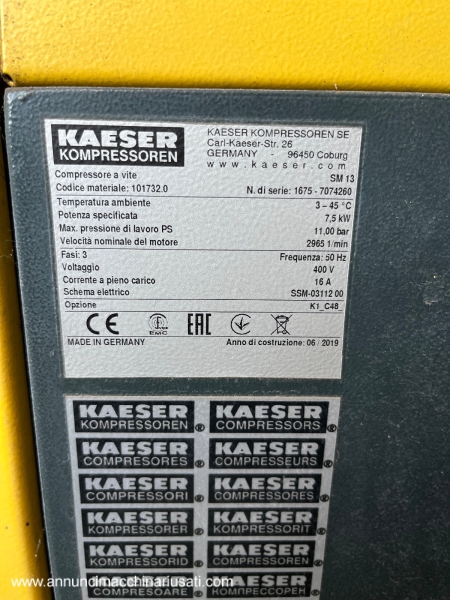 KAESER
KOMPRESSOREN
KAESER KOMPRESSOREN SE
Carl-Kaeser-Str. 26
GERMANY - 96450 Coburg
www.kaeser.com
Compressore a vite SM 13
Codice materiale: 101732.0 N. di serie: 1675 - 7074260
Temperatura ambiente 3 – 45 °C
Potenza specificata 7,5 kW
Max. pressione di lavoro PS 11,00 bar
Velocità nominale del motore 2965 1/min
Fasi: 3 Frequenza: 50 Hz
Voltaggio 400 V
Corrente a pieno carico 16 A
Schema elettrico SSM-03112 00
Opzione K1_C48_
CE EMC EAC
MADE IN GERMANY Anno di costruzione: 06 / 2019
KAESER KAESER
KOMPRESSOREN® COMPRESSORS®
KAESER KAESER
COMPRESORES® COMPRESSEURS®
KAESER KAESER
COMPRESSORI® COMPRESSORES®
KAESER KAESER
KOMPRESSORER® KOMPRESSORIT®
KAESER KAESER
KOMPRESSORID® COMPRESSOREN®
KAESER KAESER
COMPRESOARE® КОМПРЕССОРЕН®
www.annuncimacchinariusati.com